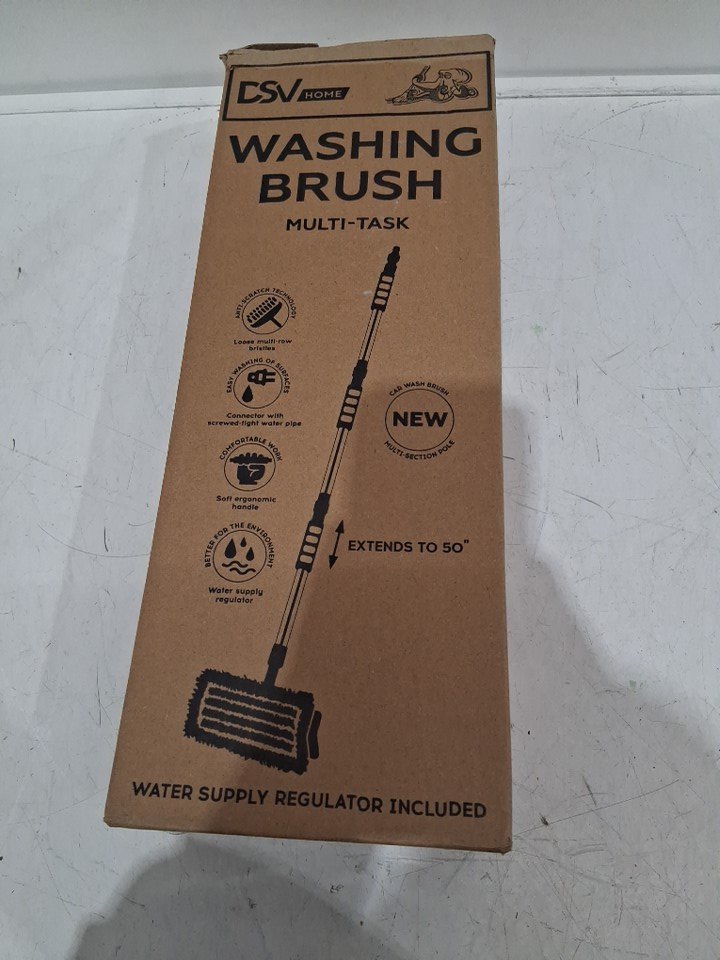 DSV HOME
WASHING
BRUSH
MULTI-TASK
ANTI-SCRATCH TECHNOLOGY
Loose multi-row
bristles
EASY WASHING OF SURFACES
Connector with
screwed-tight water pipe
CAR WASH BRUSH
NEW
MULTI-SECTION POLE
COMFORTABLE WORK
Soft ergonomic
handle
BETTER FOR THE ENVIRONMENT
Water supply
regulator
EXTENDS TO 50"
WATER SUPPLY REGULATOR INCLUDED